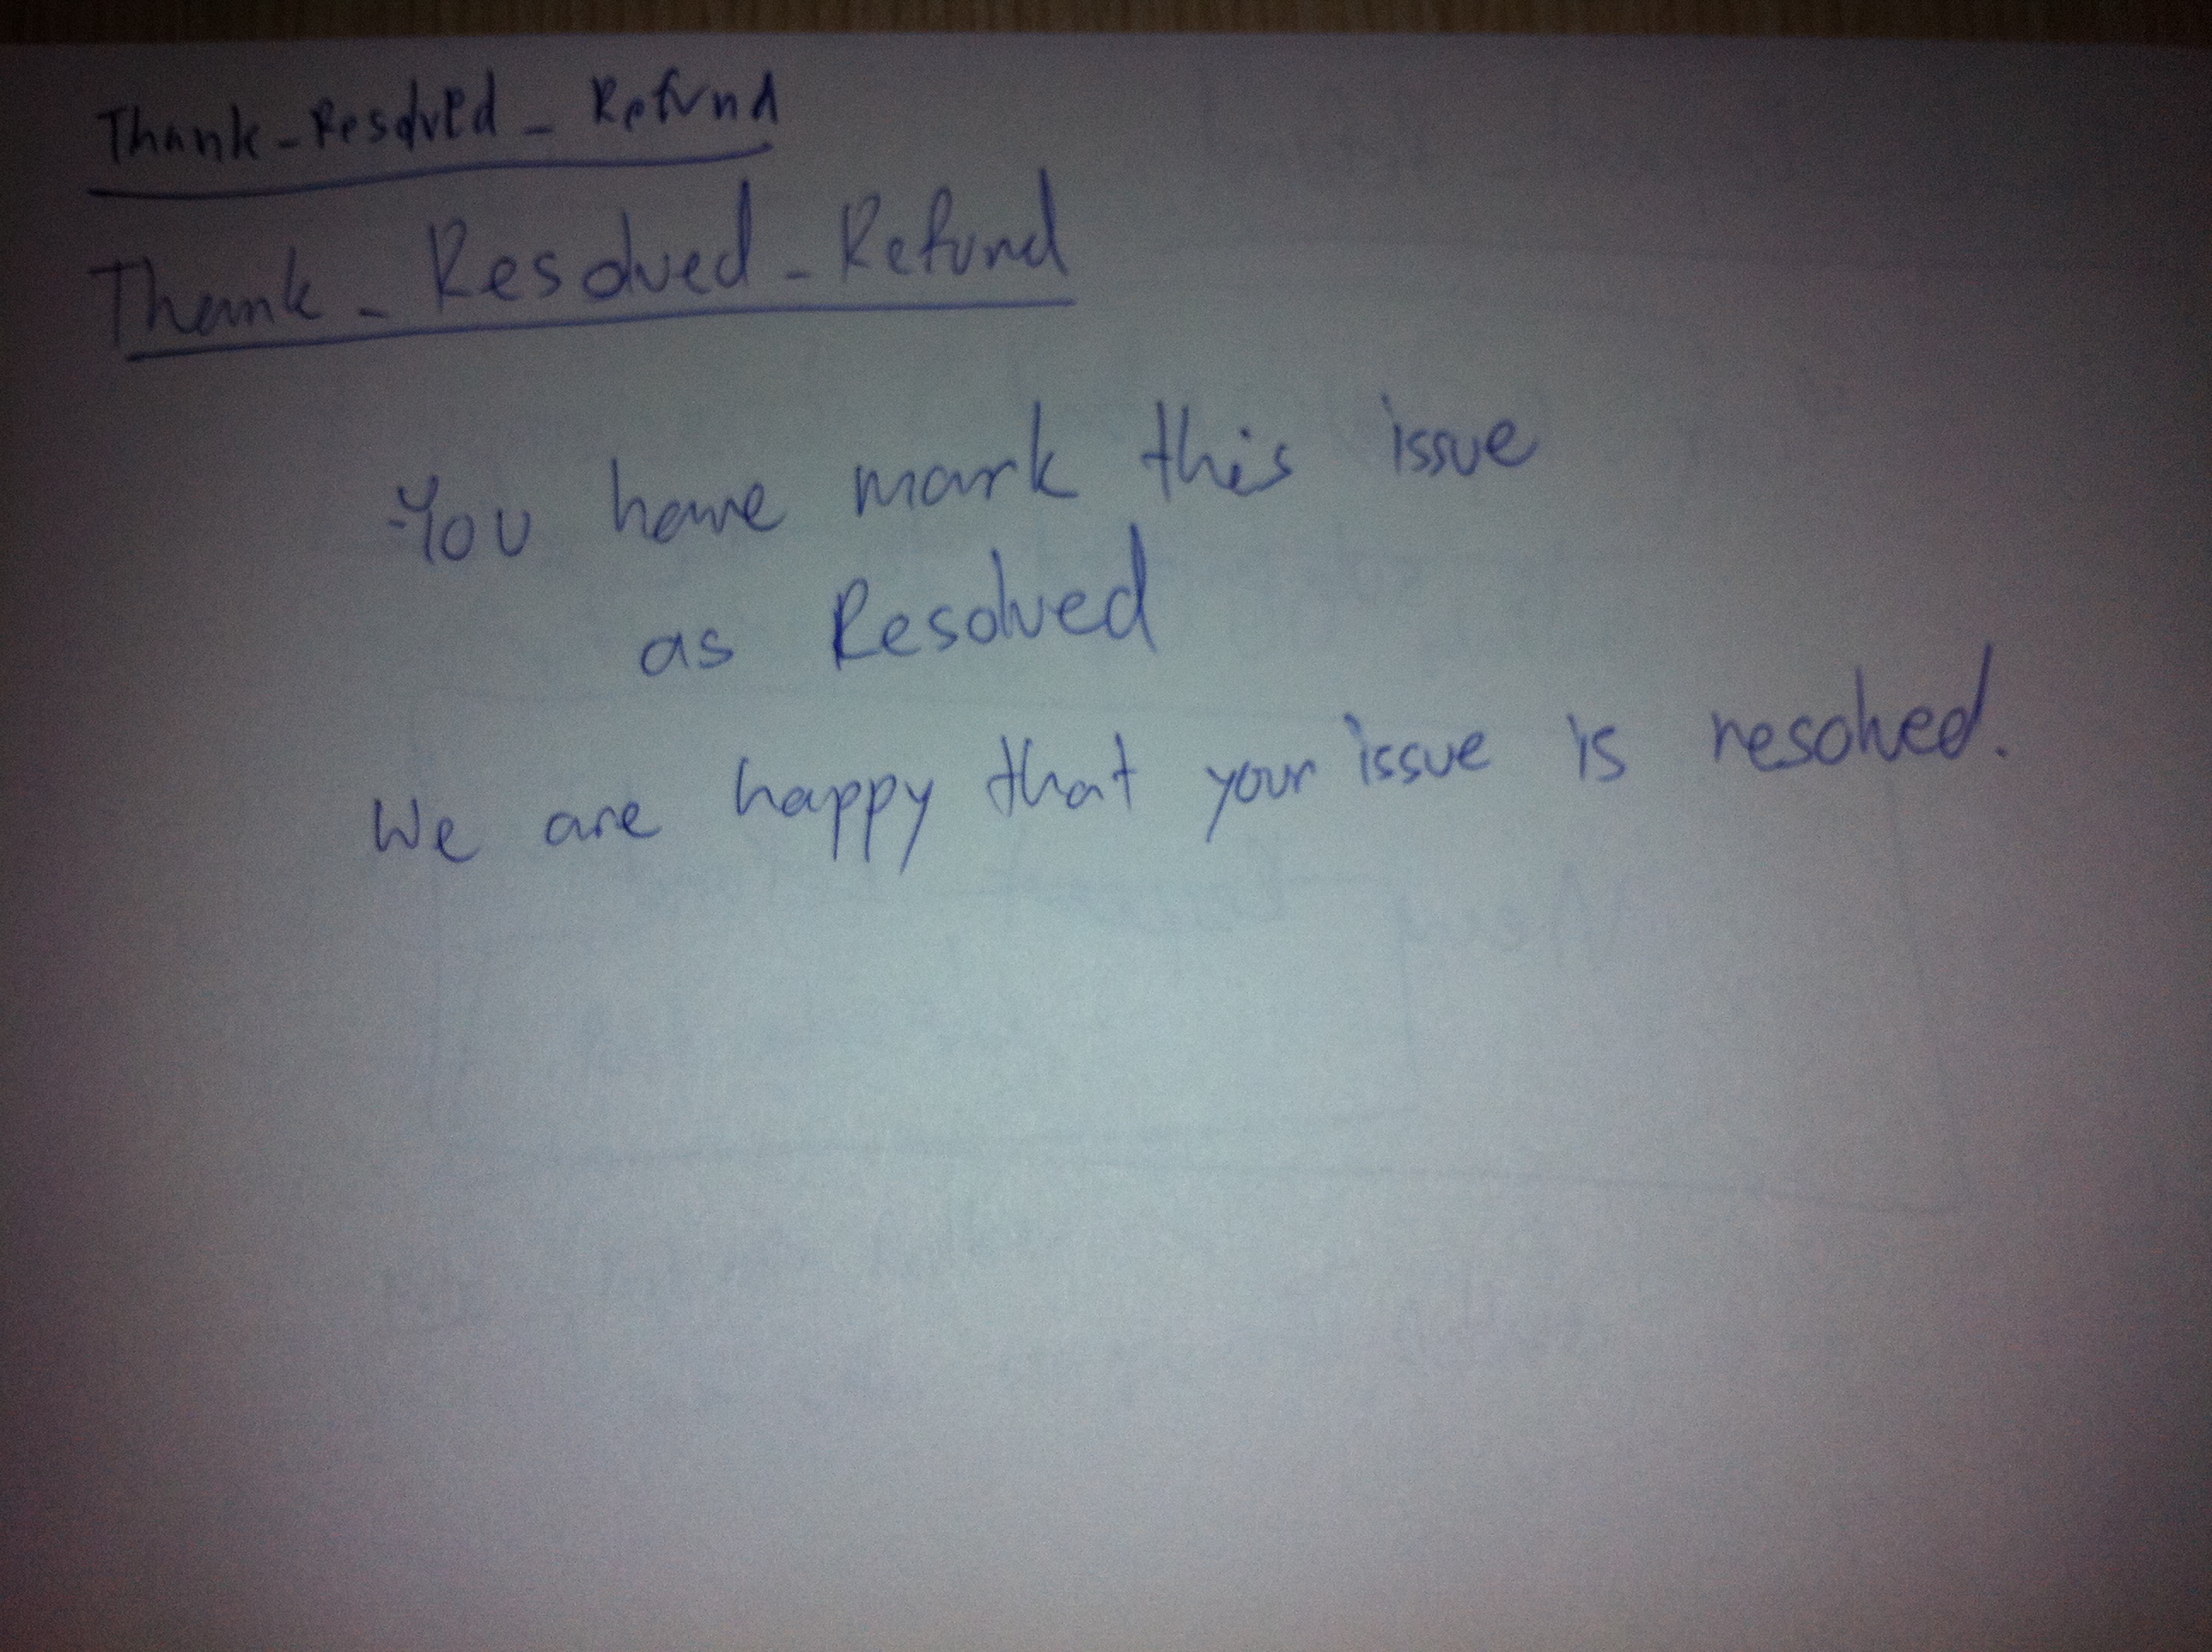 Thank-Resolved - Refund
Thank - Resolved - Refund
You have mark this issue
as Resolved
We are happy that your issue is resolved.